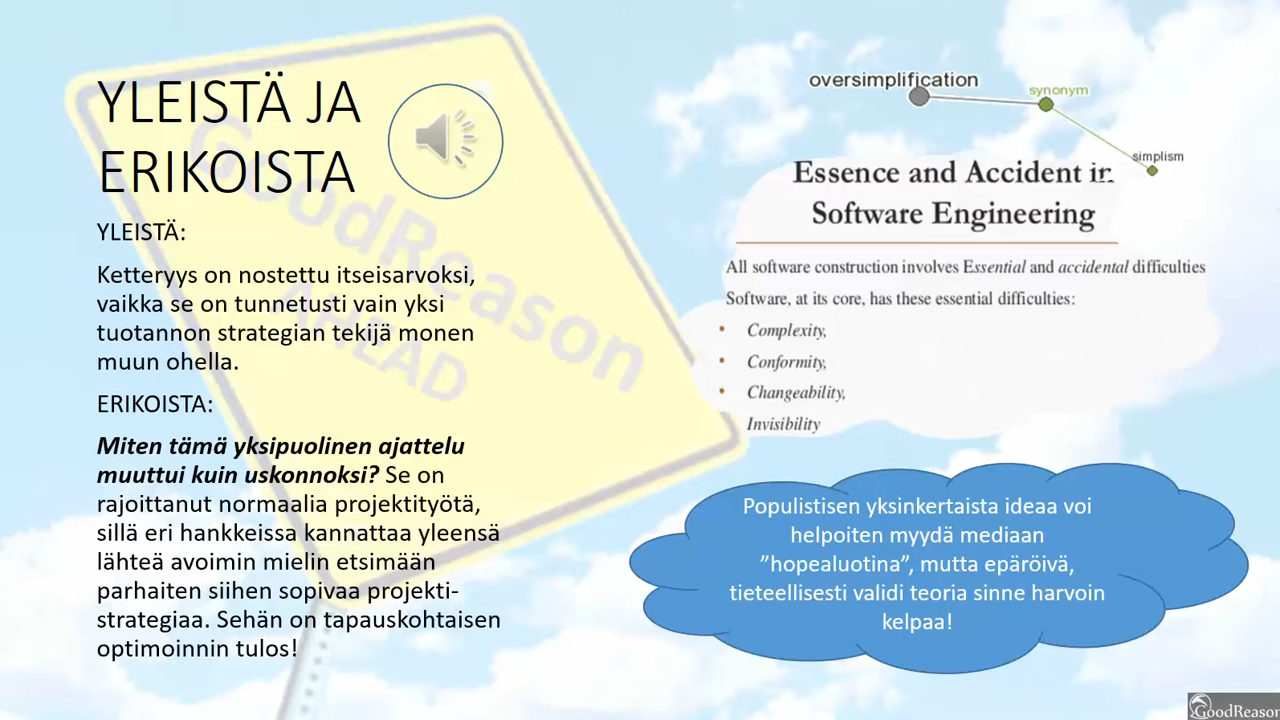 YLEISTÄ JA
ERIKOISTA
YLEISTÄ:
Ketteryys on nostettu itseisarvoksi,
vaikka se on tunnetusti vain yksi
tuotannon strategian tekijä monen
muun ohella.
ERIKOISTA:
Miten tämä yksipuolinen ajattelu
muuttui kuin uskonnoksi? Se on
rajoittanut normaalia projektityötä,
sillä eri hankkeissa kannattaa yleensä
lähteä avoimin mielin etsimään
parhaiten siihen sopivaa projekti-
strategiaa. Sehän on tapauskohtaisen
optimoinnin tulos!
GoodReason
AHEAD
oversimplification
synonym
simplism
Essence and Accident in
Software Engineering
All software construction involves Essential and accidental difficulties
Software, at its core, has these essential difficulties:
• Complexity,
• Conformity,
• Changeability,
Invisibility
Populistisen yksinkertaista ideaa voi
helpoiten myydä mediaan
”hopealuotina”, mutta epäröivä,
tieteellisesti validi teoria sinne harvoin
kelpaa!
GoodReason